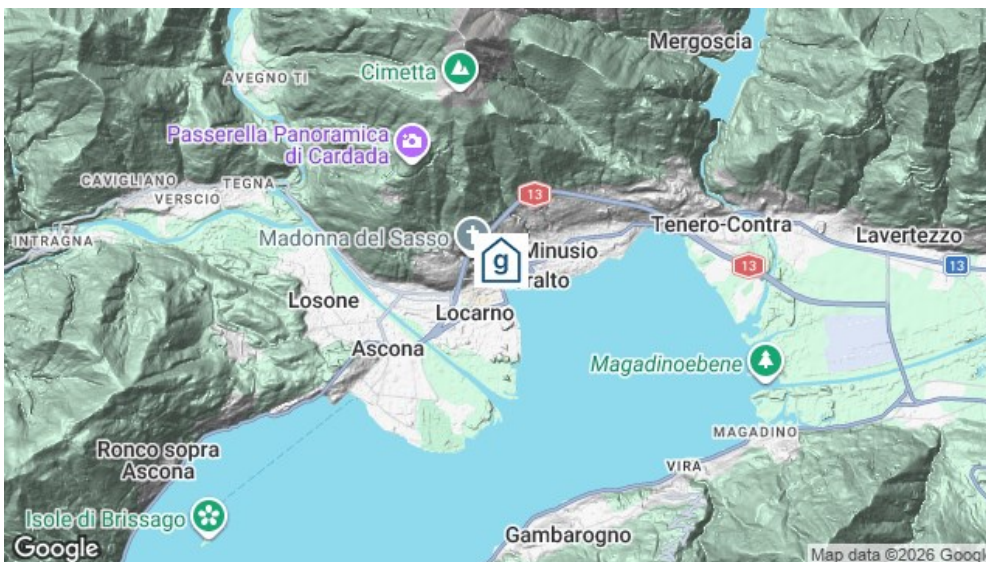 Mergoscia
Cimetta
AVEGNO TI
Passerella Panoramica
di Cardada
CAVIGLIANO
TEGNA
VERSCIO
13
INTRAGNA
Madonna del Sasso
Tenero-Contra
Lavertezzo
Minusio
g
13
13
ralto
Losone
Locarno
Ascona
Magadinoebene
MAGADINO
Ronco sopra
Ascona
VIRA
Isole di Brissago
Gambarogno
Google
Map data ©2026 Google